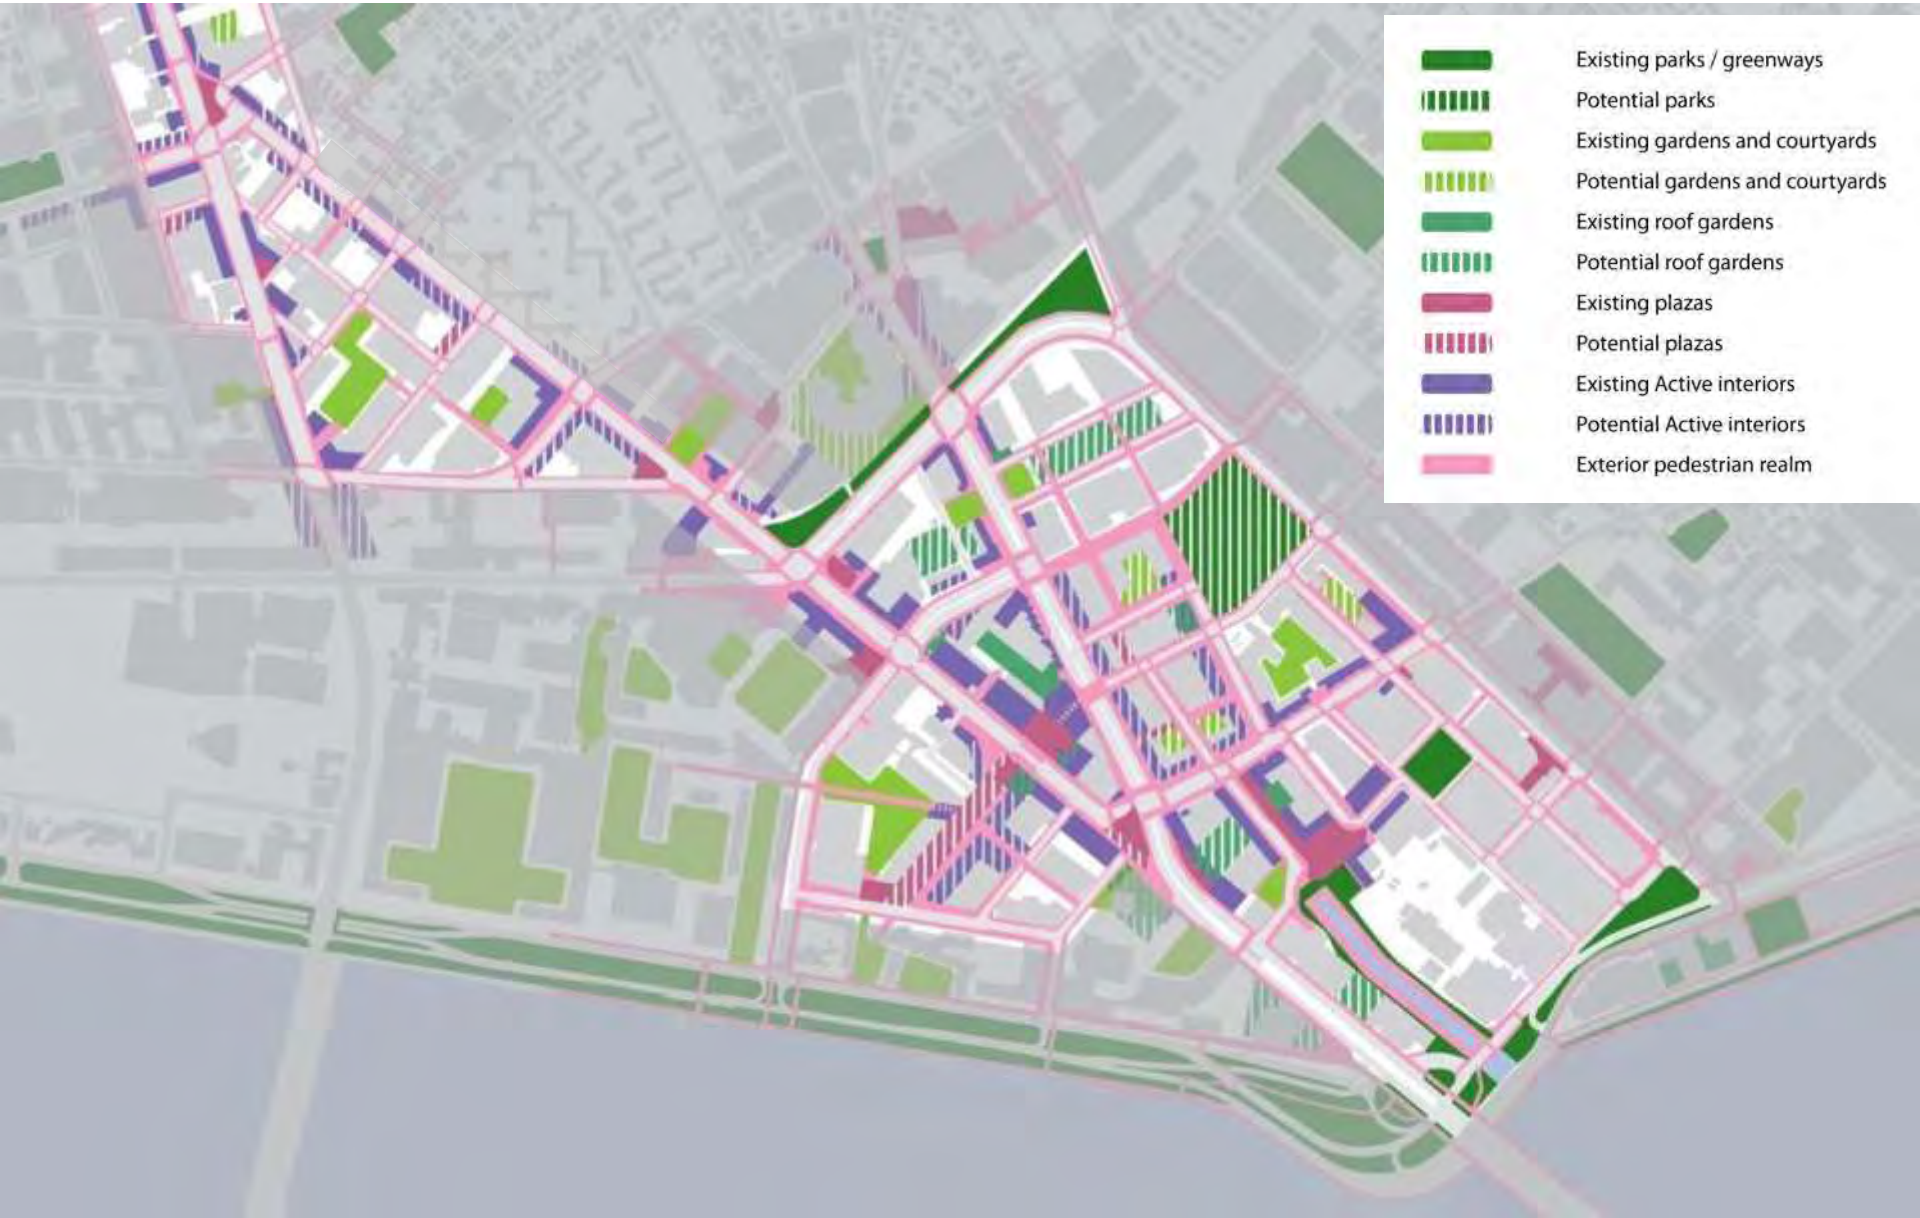 Existing parks / greenways
Potential parks
Existing gardens and courtyards
Potential gardens and courtyards
Existing roof gardens
Potential roof gardens
Existing plazas
Potential plazas
Existing Active interiors
Potential Active interiors
Exterior pedestrian realm